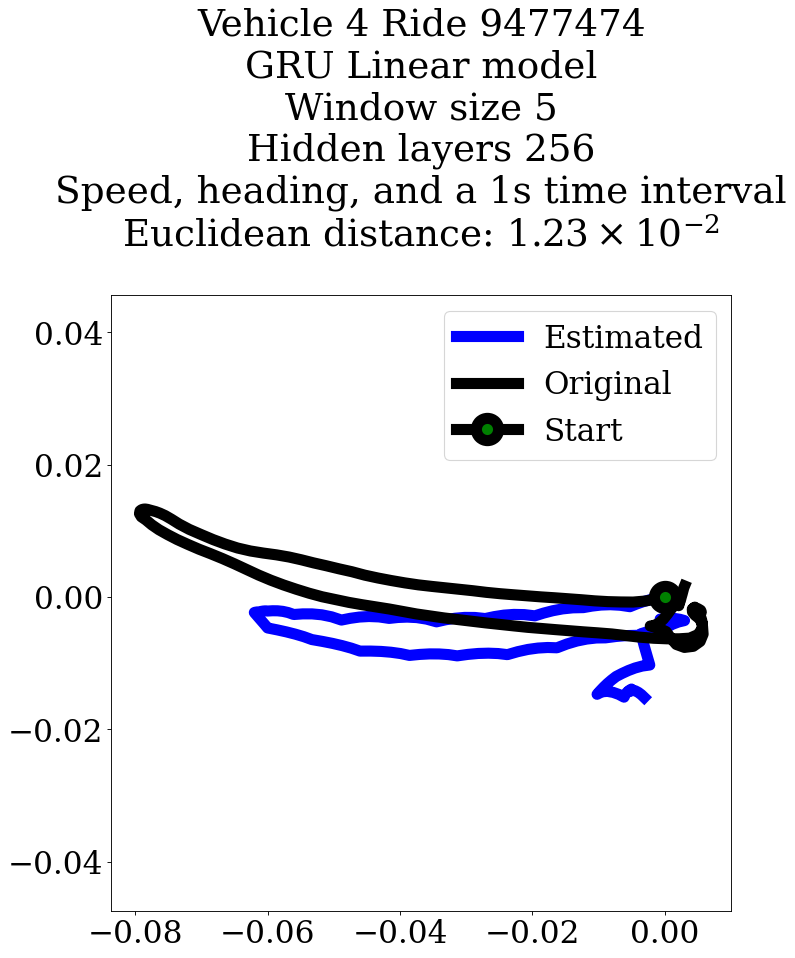 Vehicle 4 Ride 9477474
GRU Linear model
Window size 5
Hidden layers 256
Speed, heading, and a 1s time interval
Euclidean distance: 1.23 × 10⁻²
Estimated
Original
Start
0.04
0.02
0.00
−0.02
−0.04
−0.08 −0.06 −0.04 −0.02 0.00